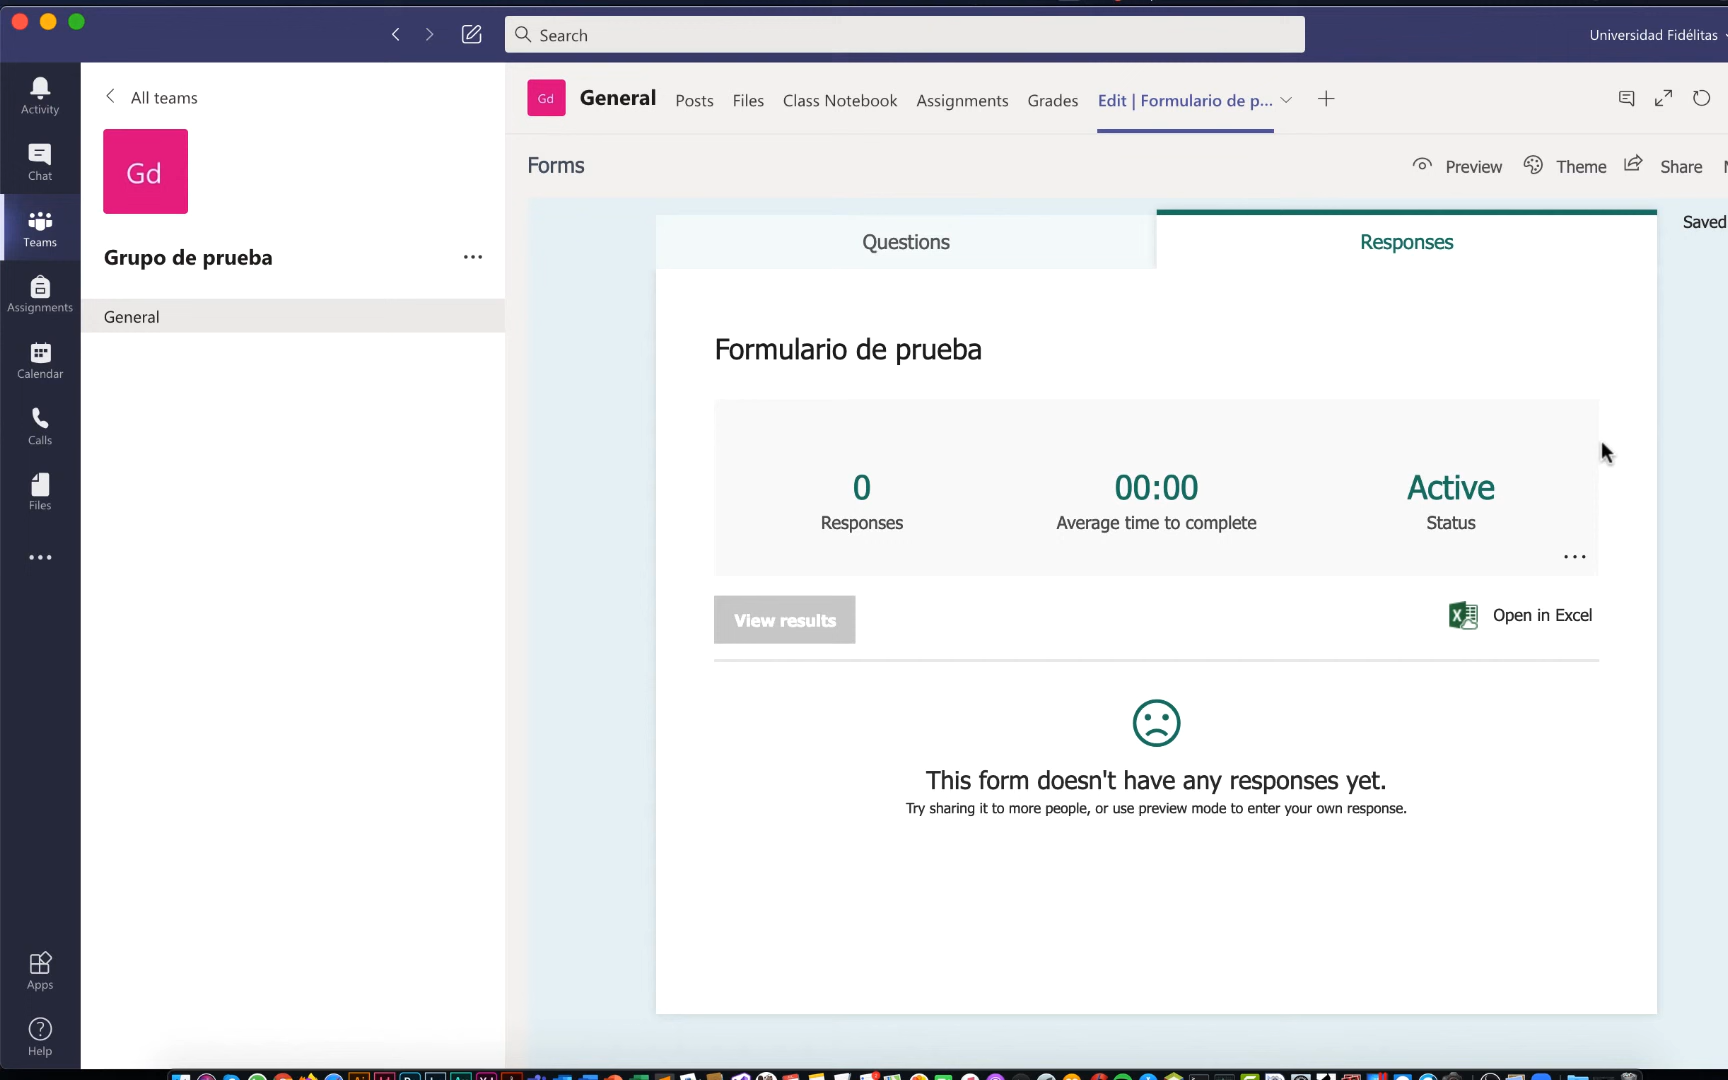 Search
Universidad Fidélitas
Activity
Chat
Teams
Assignments
Calendar
Calls
Files
Apps
Help
All teams
Gd
Grupo de prueba
General
Gd
General
Posts
Files
Class Notebook
Assignments
Grades
Edit | Formulario de p...
Forms
Preview
Theme
Share
Saved
Questions
Responses
Formulario de prueba
0
Responses
00:00
Average time to complete
Active
Status
View results
Open in Excel
This form doesn't have any responses yet.
Try sharing it to more people, or use preview mode to enter your own response.